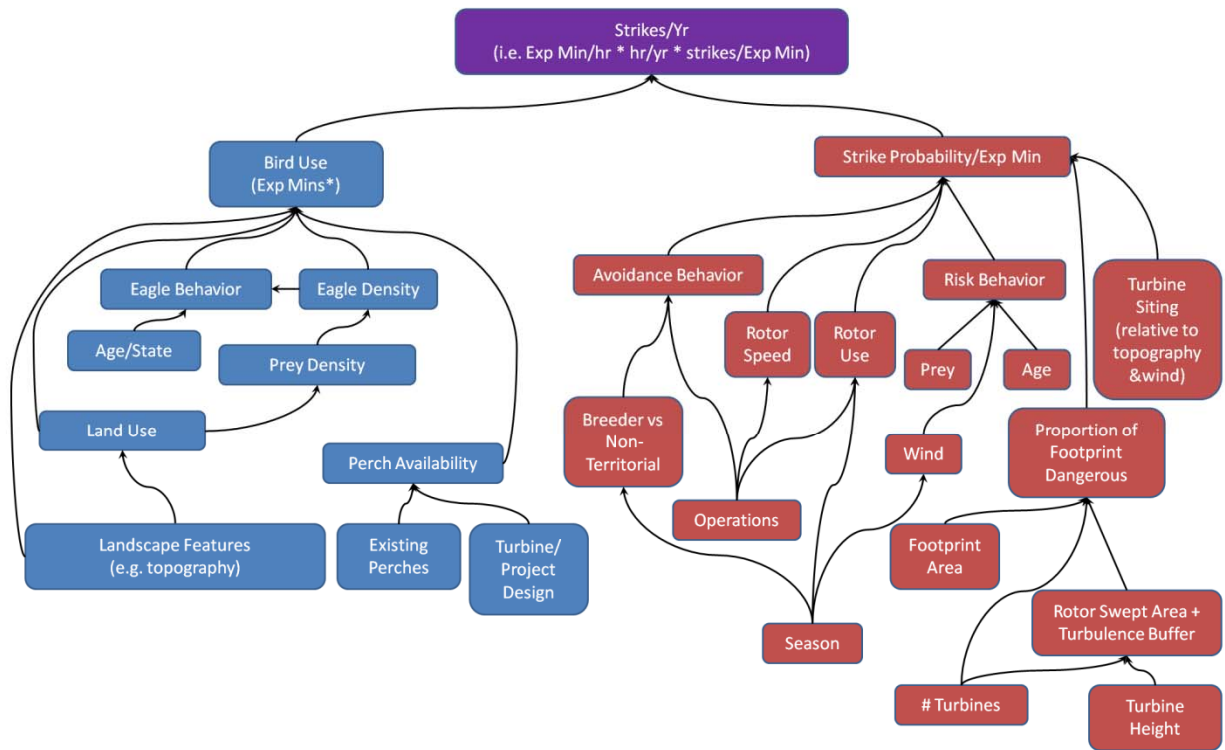 Strikes/Yr
(i.e. Exp Min/hr * hr/yr * strikes/Exp Min)
Bird Use
(Exp Mins*)
Strike Probability/Exp Min
Eagle Behavior
Eagle Density
Age/State
Prey Density
Land Use
Perch Availability
Landscape Features
(e.g. topography)
Existing
Perches
Turbine/
Project
Design
Avoidance Behavior
Risk Behavior
Turbine
Siting
(relative to
topography
&wind)
Rotor
Speed
Rotor
Use
Prey
Age
Breeder vs
Non-
Territorial
Wind
Proportion of
Footprint
Dangerous
Operations
Footprint
Area
Season
Rotor Swept Area +
Turbulence Buffer
# Turbines
Turbine
Height